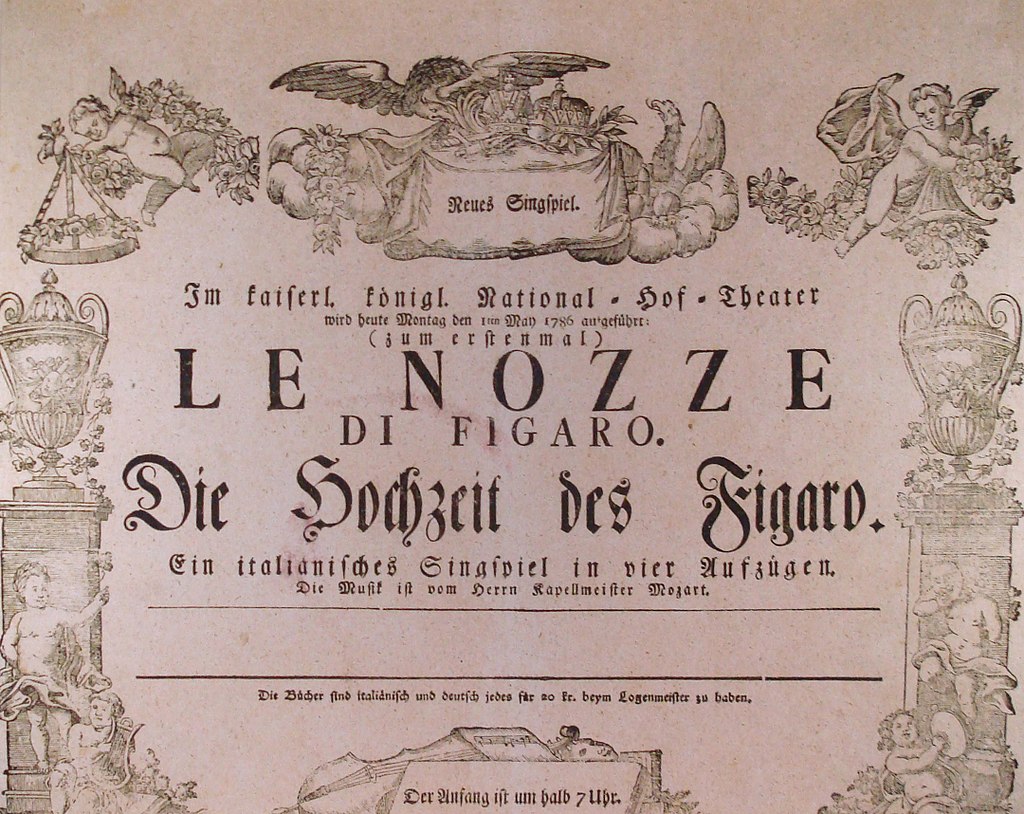 Neues Singspiel.
Im kaiserl. königl. National-Hof-Theater
wird heute Montag den 1ten May 1786 aufgeführt:
(zum erstenmal)
LE NOZZE
DI FIGARO.
Die Hochzeit des Figaro.
Ein italiänisches Singspiel in vier Aufzügen.
Die Musik ist vom Herrn Kapellmeister Mozart.
Die Bücher sind italiänisch und deutsch jedes für 20 kr. beym Logenmeister zu haben.
Der Anfang ist um halb 7 Uhr.